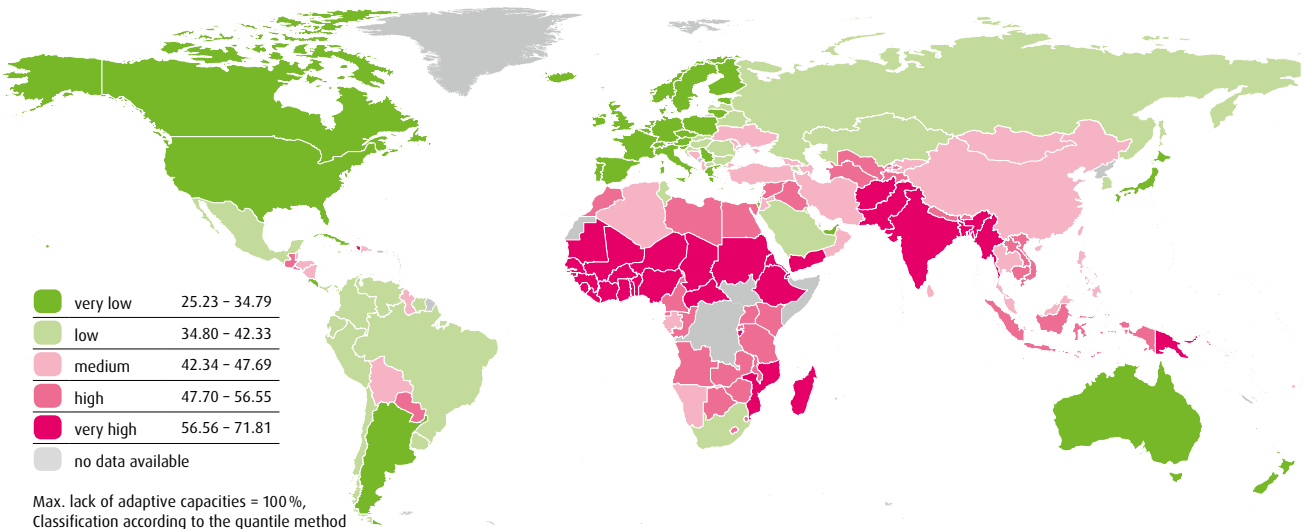 very low 25.23 – 34.79
low 34.80 – 42.33
medium 42.34 – 47.69
high 47.70 – 56.55
very high 56.56 – 71.81
no data available
Max. lack of adaptive capacities = 100 %,
Classification according to the quantile method